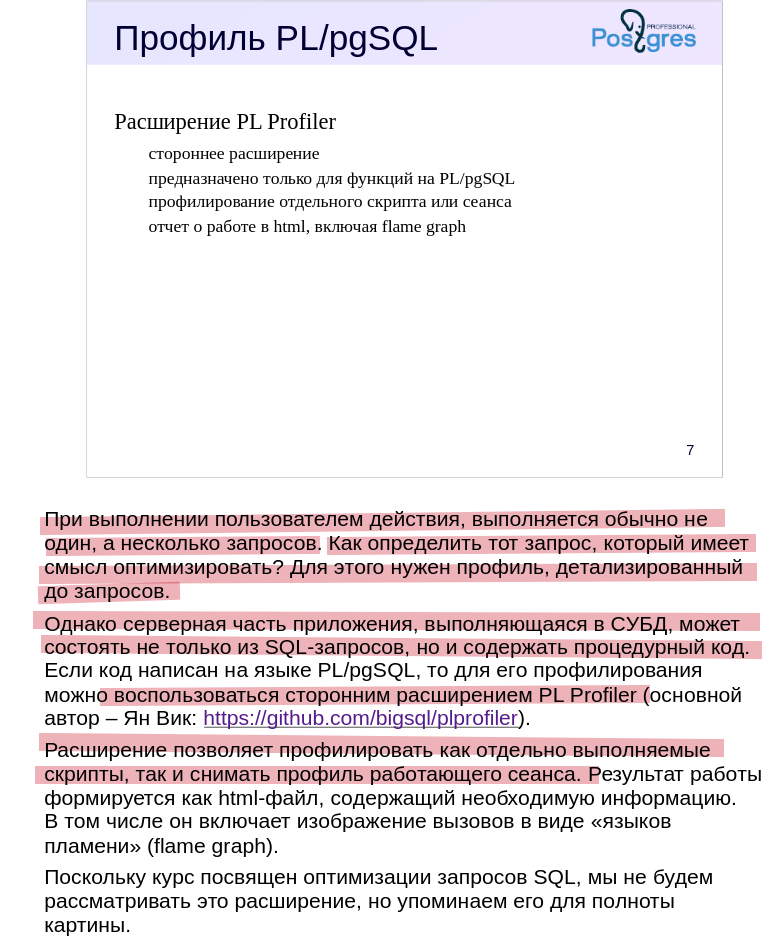 Профиль PL/pgSQL
PROFESSIONAL
Postgres
Расширение PL Profiler
стороннее расширение
предназначено только для функций на PL/pgSQL
профилирование отдельного скрипта или сеанса
отчет о работе в html, включая flame graph
7
При выполнении пользователем действия, выполняется обычно не
один, а несколько запросов. Как определить тот запрос, который имеет
смысл оптимизировать? Для этого нужен профиль, детализированный
до запросов.
Однако серверная часть приложения, выполняющаяся в СУБД, может
состоять не только из SQL-запросов, но и содержать процедурный код.
Если код написан на языке PL/pgSQL, то для его профилирования
можно воспользоваться сторонним расширением PL Profiler (основной
автор – Ян Вик: https://github.com/bigsql/plprofiler).
Расширение позволяет профилировать как отдельно выполняемые
скрипты, так и снимать профиль работающего сеанса. Результат работы
формируется как html-файл, содержащий необходимую информацию.
В том числе он включает изображение вызовов в виде «языков
пламени» (flame graph).
Поскольку курс посвящен оптимизации запросов SQL, мы не будем
рассматривать это расширение, но упоминаем его для полноты
картины.